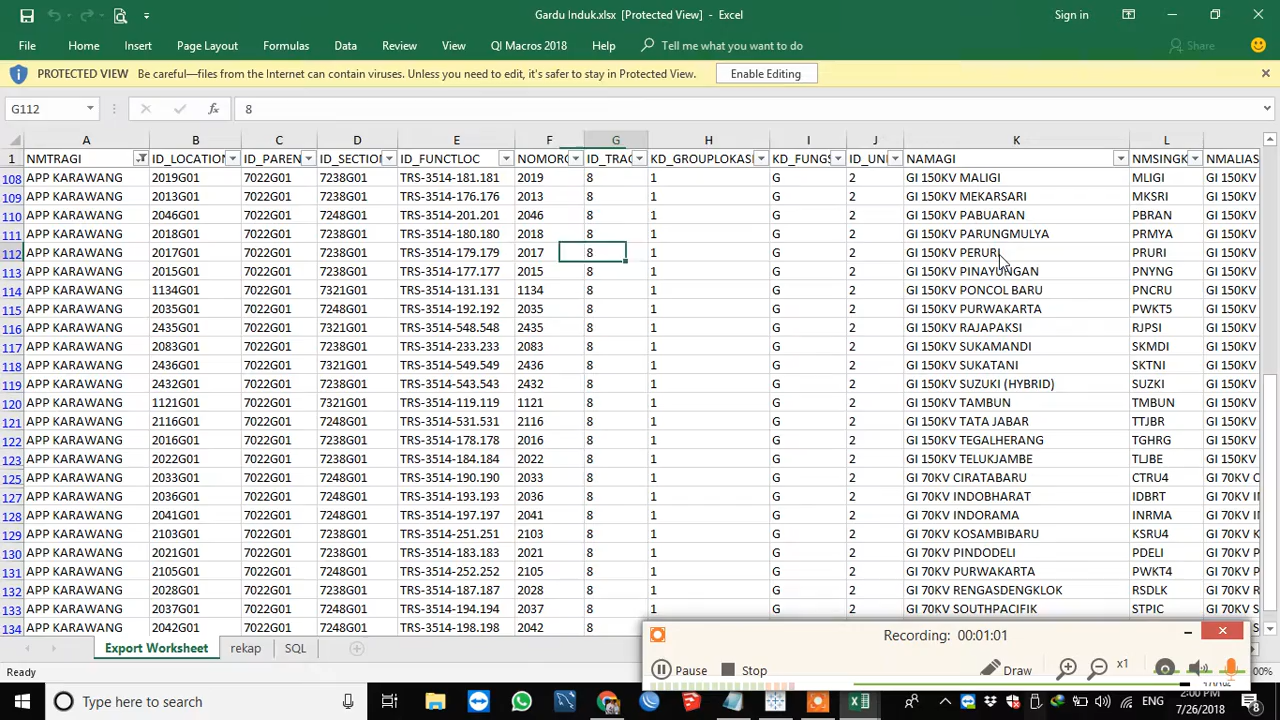 Gardu Induk.xlsx [Protected View] - Excel
Sign in
File Home Insert Page Layout Formulas Data Review View QI Macros 2018 Help Tell me what you want to do Share
PROTECTED VIEW Be careful—files from the Internet can contain viruses. Unless you need to edit, it's safer to stay in Protected View. Enable Editing
G112 fx 8
A B C D E F G H I J K L
1 NMTRAGI ID_LOCATION ID_PAREN ID_SECTION ID_FUNCTLOC NOMORO ID_TRAG KD_GROUPLOKAS KD_FUNGS ID_UN NAMAGI NMSINGK NMALIAS
108 APP KARAWANG 2019G01 7022G01 7238G01 TRS-3514-181.181 2019 8 1 G 2 GI 150KV MALIGI MLIGI GI 150KV
109 APP KARAWANG 2013G01 7022G01 7238G01 TRS-3514-176.176 2013 8 1 G 2 GI 150KV MEKARSARI MKSRI GI 150KV
110 APP KARAWANG 2046G01 7022G01 7248G01 TRS-3514-201.201 2046 8 1 G 2 GI 150KV PABUARAN PBRAN GI 150KV
111 APP KARAWANG 2018G01 7022G01 7238G01 TRS-3514-180.180 2018 8 1 G 2 GI 150KV PARUNGMULYA PRMYA GI 150KV
112 APP KARAWANG 2017G01 7022G01 7238G01 TRS-3514-179.179 2017 8 1 G 2 GI 150KV PERURI PRURI GI 150KV
113 APP KARAWANG 2015G01 7022G01 7238G01 TRS-3514-177.177 2015 8 1 G 2 GI 150KV PINAYUNGAN PNYNG GI 150KV
114 APP KARAWANG 1134G01 7022G01 7321G01 TRS-3514-131.131 1134 8 1 G 2 GI 150KV PONCOL BARU PNCRU GI 150KV
115 APP KARAWANG 2035G01 7022G01 7248G01 TRS-3514-192.192 2035 8 1 G 2 GI 150KV PURWAKARTA PWKT5 GI 150KV
116 APP KARAWANG 2435G01 7022G01 7321G01 TRS-3514-548.548 2435 8 1 G 2 GI 150KV RAJAPAKSI RJPSI GI 150KV
117 APP KARAWANG 2083G01 7022G01 7321G01 TRS-3514-233.233 2083 8 1 G 2 GI 150KV SUKAMANDI SKMDI GI 150KV
118 APP KARAWANG 2436G01 7022G01 7321G01 TRS-3514-549.549 2436 8 1 G 2 GI 150KV SUKATANI SKTNI GI 150KV
119 APP KARAWANG 2432G01 7022G01 7238G01 TRS-3514-543.543 2432 8 1 G 2 GI 150KV SUZUKI (HYBRID) SUZKI GI 150KV
120 APP KARAWANG 1121G01 7022G01 7321G01 TRS-3514-119.119 1121 8 1 G 2 GI 150KV TAMBUN TMBUN GI 150KV
121 APP KARAWANG 2116G01 7022G01 7248G01 TRS-3514-531.531 2116 8 1 G 2 GI 150KV TATA JABAR TTJBR GI 150KV
122 APP KARAWANG 2016G01 7022G01 7238G01 TRS-3514-178.178 2016 8 1 G 2 GI 150KV TEGALHERANG TGHRG GI 150KV
123 APP KARAWANG 2022G01 7022G01 7238G01 TRS-3514-184.184 2022 8 1 G 2 GI 150KV TELUKJAMBE TLJBE GI 150KV
125 APP KARAWANG 2033G01 7022G01 7248G01 TRS-3514-190.190 2033 8 1 G 2 GI 70KV CIRATABARU CTRU4 GI 70KV C
127 APP KARAWANG 2036G01 7022G01 7248G01 TRS-3514-193.193 2036 8 1 G 2 GI 70KV INDOBHARAT IDBRT GI 70KV I
128 APP KARAWANG 2041G01 7022G01 7248G01 TRS-3514-197.197 2041 8 1 G 2 GI 70KV INDORAMA INRMA GI 70KV I
129 APP KARAWANG 2103G01 7022G01 7238G01 TRS-3514-251.251 2103 8 1 G 2 GI 70KV KOSAMBIBARU KSRU4 GI 70KV K
130 APP KARAWANG 2021G01 7022G01 7238G01 TRS-3514-183.183 2021 8 1 G 2 GI 70KV PINDODELI PDELI GI 70KV P
131 APP KARAWANG 2105G01 7022G01 7248G01 TRS-3514-252.252 2105 8 1 G 2 GI 70KV PURWAKARTA PWKT4 GI 70KV P
132 APP KARAWANG 2028G01 7022G01 7238G01 TRS-3514-187.187 2028 8 1 G 2 GI 70KV RENGASDENGKLOK RSDLK GI 70KV R
133 APP KARAWANG 2037G01 7022G01 7248G01 TRS-3514-194.194 2037 8 1 G 2 GI 70KV SOUTHPACIFIK STPIC GI 70KV S
134 APP KARAWANG 2042G01 7022G01 7248G01 TRS-3514-198.198 2042 8
Export Worksheet rekap SQL
Recording: 00:01:01
Pause Stop Draw x1
Ready
Type here to search
ENG 2:00 PM
7/26/2018